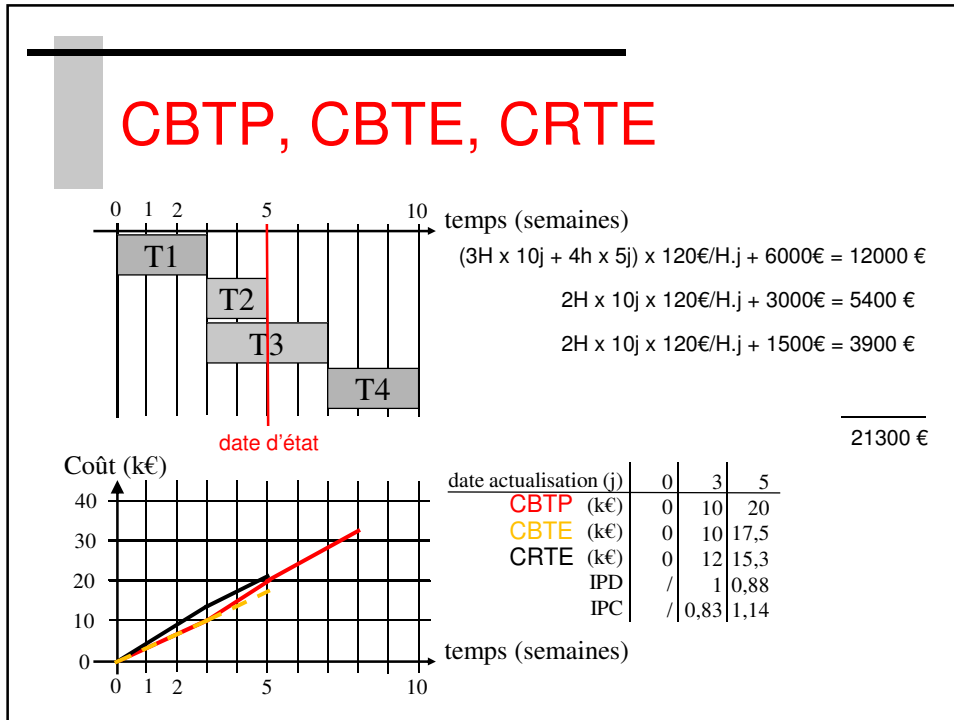 CBTP, CBTE, CRTE
0 1 2 5 10 temps (semaines)
T1
T2
T3
T4
date d'état
(3H x 10j + 4h x 5j) x 120€/H.j + 6000€ = 12000 €
2H x 10j x 120€/H.j + 3000€ = 5400 €
2H x 10j x 120€/H.j + 1500€ = 3900 €
21300 €
Coût (k€)
40
30
20
10
0
0 1 2 5 10
temps (semaines)
date actualisation (j) 0 3 5
CBTP (k€) 0 10 20
CBTE (k€) 0 10 17,5
CRTE (k€) 0 12 15,3
IPD / 1 0,88
IPC / 0,83 1,14